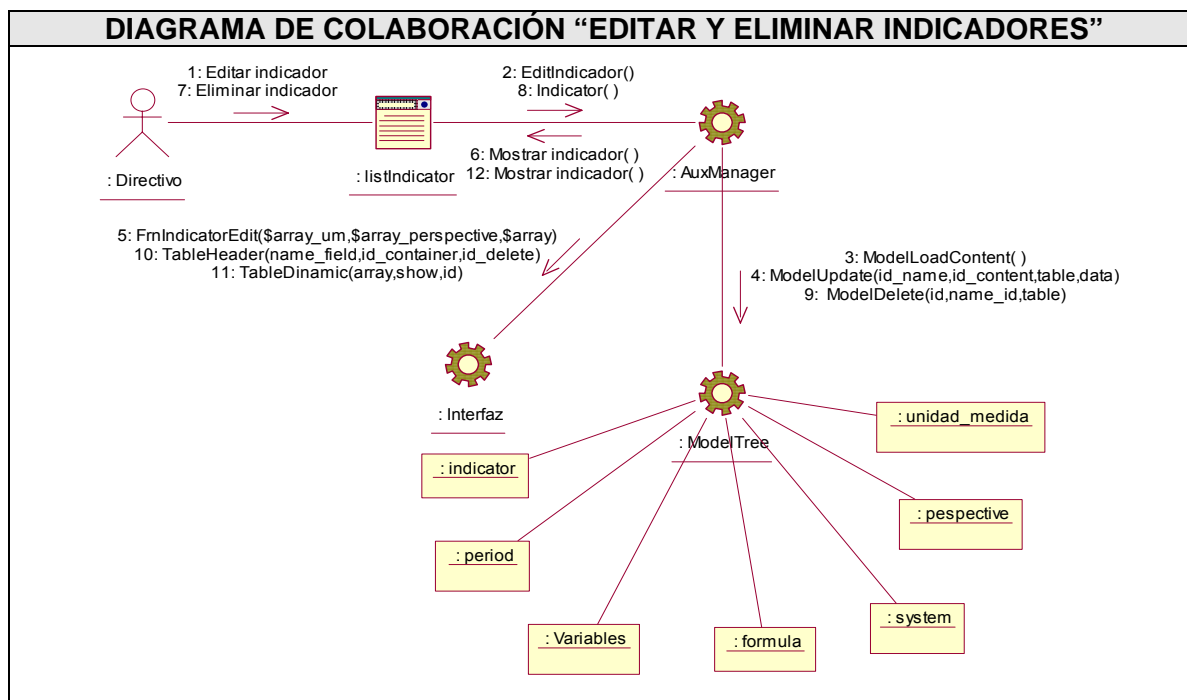 DIAGRAMA DE COLABORACIÓN “EDITAR Y ELIMINAR INDICADORES”
1: Editar indicador
7: Eliminar indicador
2: EditIndicador()
8: Indicator( )
6: Mostrar indicador( )
12: Mostrar indicador( )
: Directivo
: listIndicator
: AuxManager
5: FrnIndicatorEdit($array_um,$array_perspective,$array)
10: TableHeader(name_field,id_container,id_delete)
11: TableDinamic(array,show,id)
3: ModelLoadContent( )
4: ModelUpdate(id_name,id_content,table,data)
9: ModelDelete(id,name_id,table)
: Interfaz
: ModelTree
: unidad_medida
: indicator
: pespective
: period
: system
: Variables
: formula